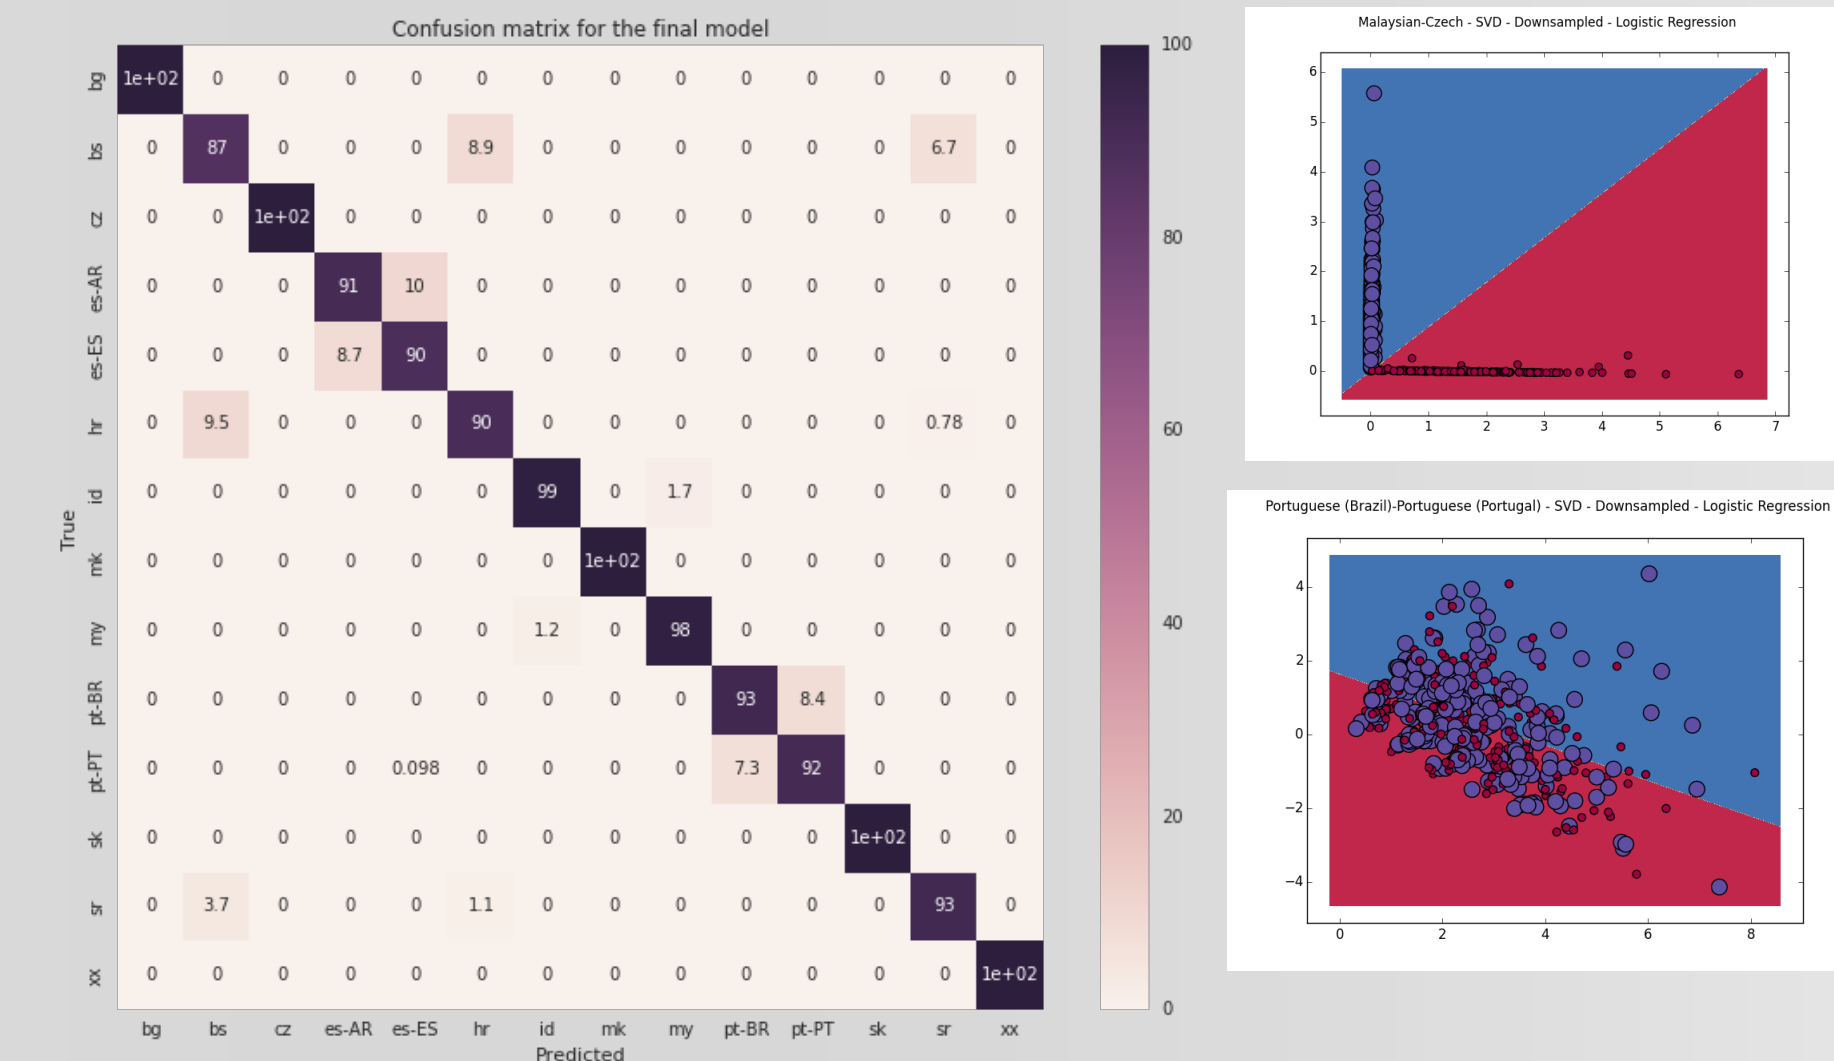 Confusion matrix for the final model
bg 1e+02 0 0 0 0 0 0 0 0 0 0 0 0 0
bs 0 87 0 0 0 8.9 0 0 0 0 0 0 6.7 0
cz 0 0 1e+02 0 0 0 0 0 0 0 0 0 0 0
es-AR 0 0 0 91 10 0 0 0 0 0 0 0 0 0
es-ES 0 0 0 8.7 90 0 0 0 0 0 0 0 0 0
hr 0 9.5 0 0 0 90 0 0 0 0 0 0 0.78 0
id 0 0 0 0 0 0 99 0 1.7 0 0 0 0 0
mk 0 0 0 0 0 0 0 1e+02 0 0 0 0 0 0
my 0 0 0 0 0 0 1.2 0 98 0 0 0 0 0
pt-BR 0 0 0 0 0 0 0 0 0 93 8.4 0 0 0
pt-PT 0 0 0 0 0.098 0 0 0 0 7.3 92 0 0 0
sk 0 0 0 0 0 0 0 0 0 0 0 1e+02 0 0
sr 0 3.7 0 0 0 1.1 0 0 0 0 0 0 93 0
xx 0 0 0 0 0 0 0 0 0 0 0 0 0 1e+02
bg bs cz es-AR es-ES hr id mk my pt-BR pt-PT sk sr xx
True
Predicted
100
80
60
40
20
0
Malaysian-Czech - SVD - Downsampled - Logistic Regression
6
5
4
3
2
1
0
0 1 2 3 4 5 6 7
Portuguese (Brazil)-Portuguese (Portugal) - SVD - Downsampled - Logistic Regression
4
2
0
−2
−4
0 2 4 6 8